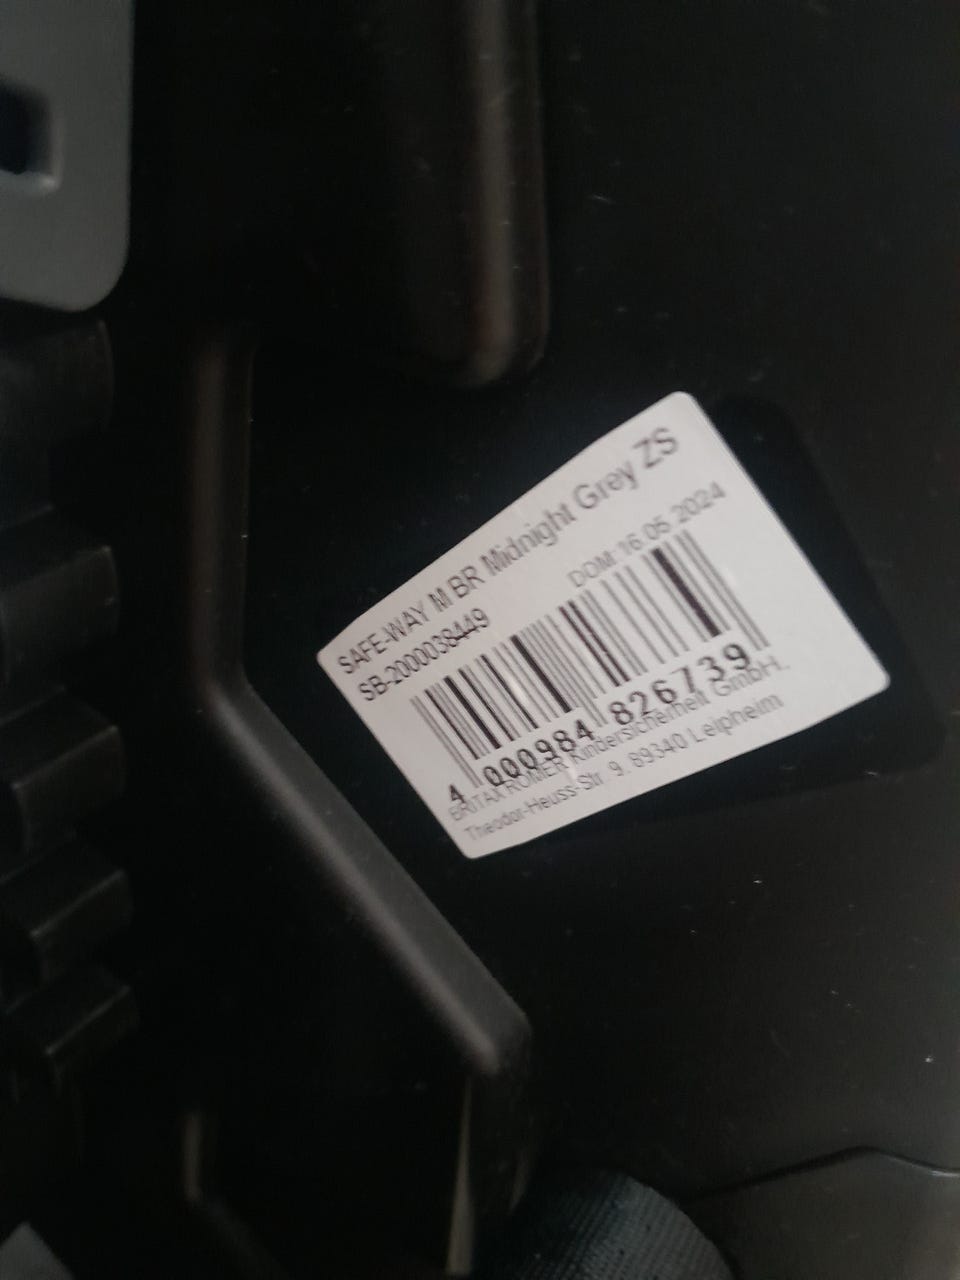 SAFE-WAY M BR Midnight Grey ZS
SB-2000038449
DOM: 16.05.2024
4 000984 826739
BRITAX RÖMER Kindersicherheit GmbH.
Theodor-Heuss-Str. 9. 89340 Leipheim